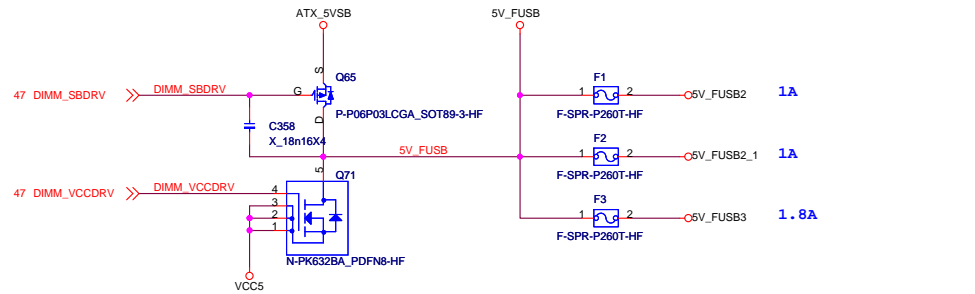 ATX_5VSB
5V_FUSB
S
Q65
F1
47 DIMM_SBDRV
DIMM_SBDRV
G
1
2
5V_FUSB2
1A
P-P06P03LCGA_SOT89-3-HF
F-SPR-P260T-HF
D
C358
X_18n16X4
F2
5V_FUSB
1
2
5V_FUSB2_1
1A
5
Q71
F-SPR-P260T-HF
47 DIMM_VCCDRV
DIMM_VCCDRV
4
3
F3
2
1
2
5V_FUSB3
1.8A
1
F-SPR-P260T-HF
N-PK632BA_PDFN8-HF
VCC5